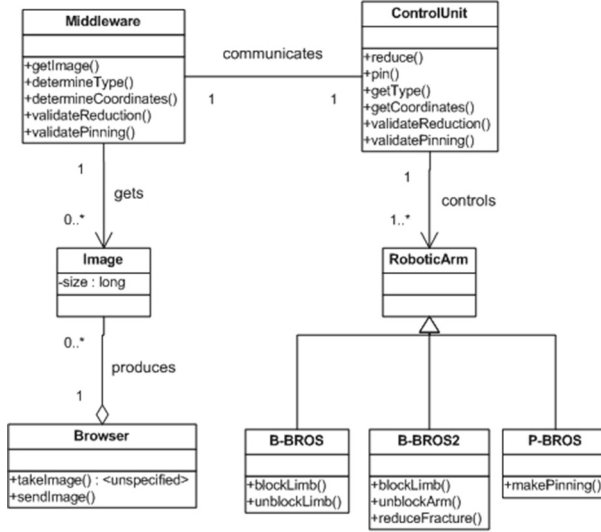 Middleware
+getImage()
+determineType()
+determineCoordinates()
+validateReduction()
+validatePinning()
communicates
1
1
ControlUnit
+reduce()
+pin()
+getType()
+getCoordinates()
+validateReduction()
+validatePinning()
1
gets
0..*
1
controls
1..*
Image
-size : long
RoboticArm
0..*
produces
1
Browser
+takeImage() : <unspecified>
+sendImage()
B-BROS
+blockLimb()
+unblockLimb()
B-BROS2
+blockLimb()
+unblockArm()
+reduceFracture()
P-BROS
+makePinning()